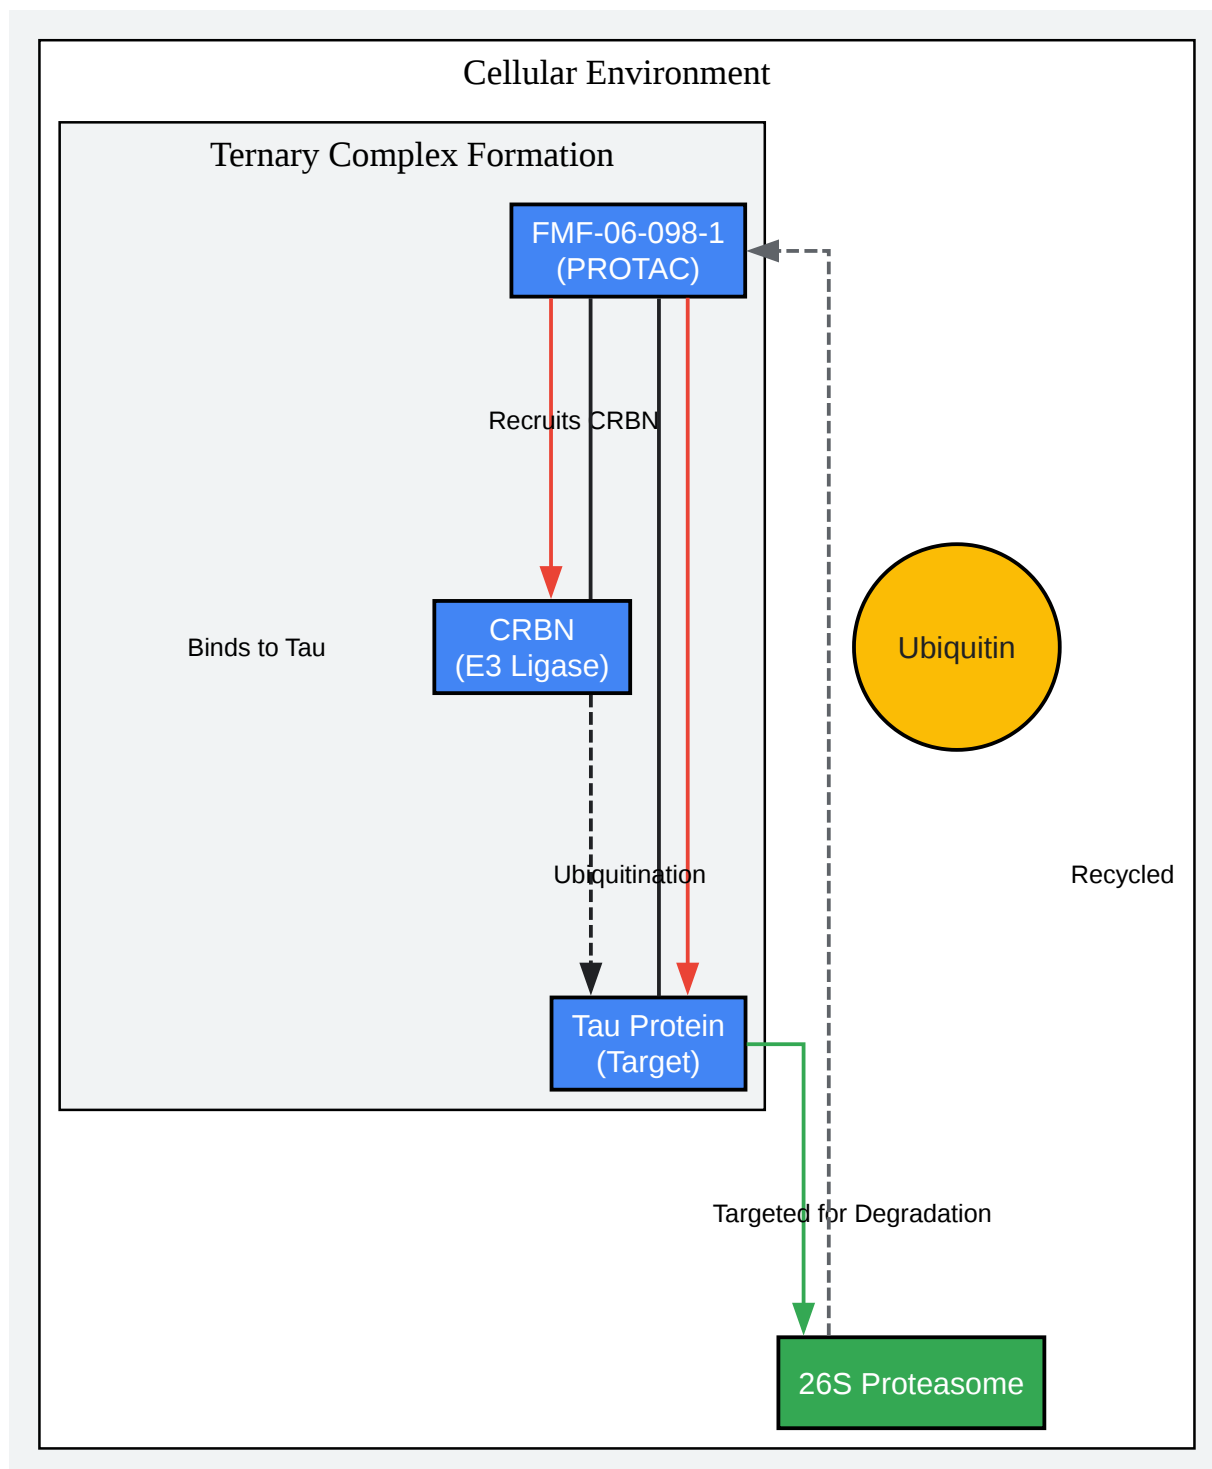 Cellular Environment
Ternary Complex Formation
FMF-06-098-1
(PROTAC)
Recruits CRBN
Binds to Tau
CRBN
(E3 Ligase)
Ubiquitin
Ubiquitination
Recycled
Tau Protein
(Target)
Targeted for Degradation
26S Proteasome